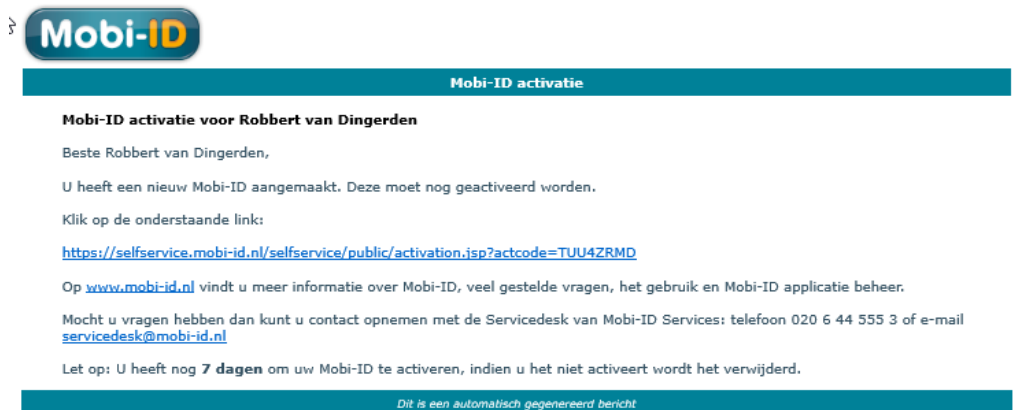 Mobi-ID
Mobi-ID activatie
Mobi-ID activatie voor Robbert van Dingerden
Beste Robbert van Dingerden,
U heeft een nieuw Mobi-ID aangemaakt. Deze moet nog geactiveerd worden.
Klik op de onderstaande link:
https://selfservice.mobi-id.nl/selfservice/public/activation.jsp?actcode=TUU4ZRMD
Op www.mobi-id.nl vindt u meer informatie over Mobi-ID, veel gestelde vragen, het gebruik en Mobi-ID applicatie beheer.
Mocht u vragen hebben dan kunt u contact opnemen met de Servicedesk van Mobi-ID Services: telefoon 020 6 44 555 3 of e-mail
servicedesk@mobi-id.nl
Let op: U heeft nog 7 dagen om uw Mobi-ID te activeren, indien u het niet activeert wordt het verwijderd.
Dit is een automatisch gegenereerd bericht